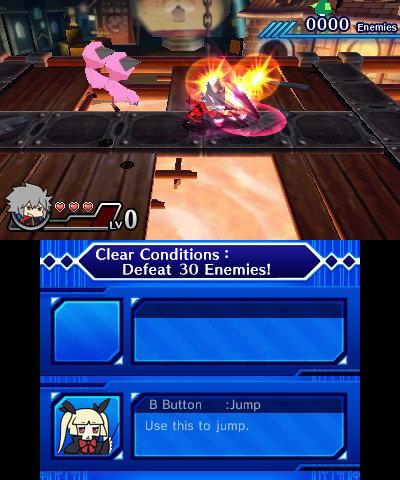 0000 Enemies
LV 0
Clear Conditions :
Defeat 30 Enemies!
B Button :Jump
Use this to jump.